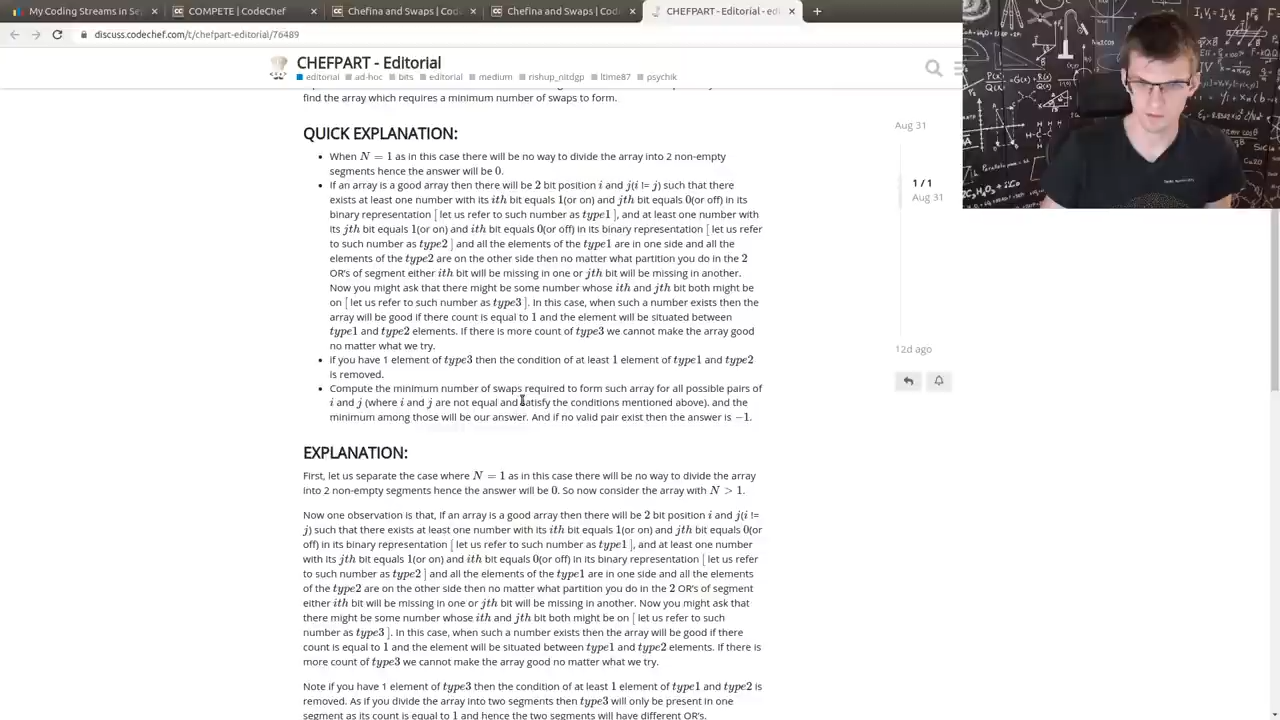 My Coding Streams in Se
COMPETE | CodeChef
Chefina and Swaps | Cod
Chefina and Swaps | Cod
CHEFPART - Editorial - edi
discuss.codechef.com/t/chefpart-editorial/76489
CHEFPART - Editorial
editorial ad-hoc bits editorial medium rishup_nitdgp ltime87 psychik
find the array which requires a minimum number of swaps to form.
QUICK EXPLANATION:
When N = 1 as in this case there will be no way to divide the array into 2 non-empty
segments hence the answer will be 0.
If an array is a good array then there will be 2 bit position i and j(i != j) such that there
exists at least one number with its ith bit equals 1(or on) and jth bit equals 0(or off) in its
binary representation [ let us refer to such number as type1 ], and at least one number with
its jth bit equals 1(or on) and ith bit equals 0(or off) in its binary representation [ let us refer
to such number as type2 ] and all the elements of the type1 are in one side and all the
elements of the type2 are on the other side then no matter what partition you do in the 2
OR's of segment either ith bit will be missing in one or jth bit will be missing in another.
Now you might ask that there might be some number whose ith and jth bit both might be
on [ let us refer to such number as type3 ]. In this case, when such a number exists then the
array will be good if there count is equal to 1 and the element will be situated between
type1 and type2 elements. If there is more count of type3 we cannot make the array good
no matter what we try.
if you have 1 element of type3 then the condition of at least 1 element of type1 and type2
is removed.
Compute the minimum number of swaps required to form such array for all possible pairs of
i and j (where i and j are not equal and satisfy the conditions mentioned above). and the
minimum among those will be our answer. And if no valid pair exist then the answer is −1.
EXPLANATION:
First, let us separate the case where N = 1 as in this case there will be no way to divide the array
into 2 non-empty segments hence the answer will be 0. So now consider the array with N > 1.
Now one observation is that, If an array is a good array then there will be 2 bit position i and j(i !=
j) such that there exists at least one number with its ith bit equals 1(or on) and jth bit equals 0(or
off) in its binary representation [ let us refer to such number as type1 ], and at least one number
with its jth bit equals 1(or on) and ith bit equals 0(or off) in its binary representation [ let us refer
to such number as type2 ] and all the elements of the type1 are in one side and all the elements
of the type2 are on the other side then no matter what partition you do in the 2 OR's of segment
either ith bit will be missing in one or jth bit will be missing in another. Now you might ask that
there might be some number whose ith and jth bit both might be on [ let us refer to such
number as type3 ]. In this case, when such a number exists then the array will be good if there
count is equal to 1 and the element will be situated between type1 and type2 elements. If there is
more count of type3 we cannot make the array good no matter what we try.
Note if you have 1 element of type3 then the condition of at least 1 element of type1 and type2 is
removed. As if you divide the array into two segments then type3 will only be present in one
segment as its count is equal to 1 and hence the two segments will have different OR's.
Aug 31
1 / 1
Aug 31
12d ago